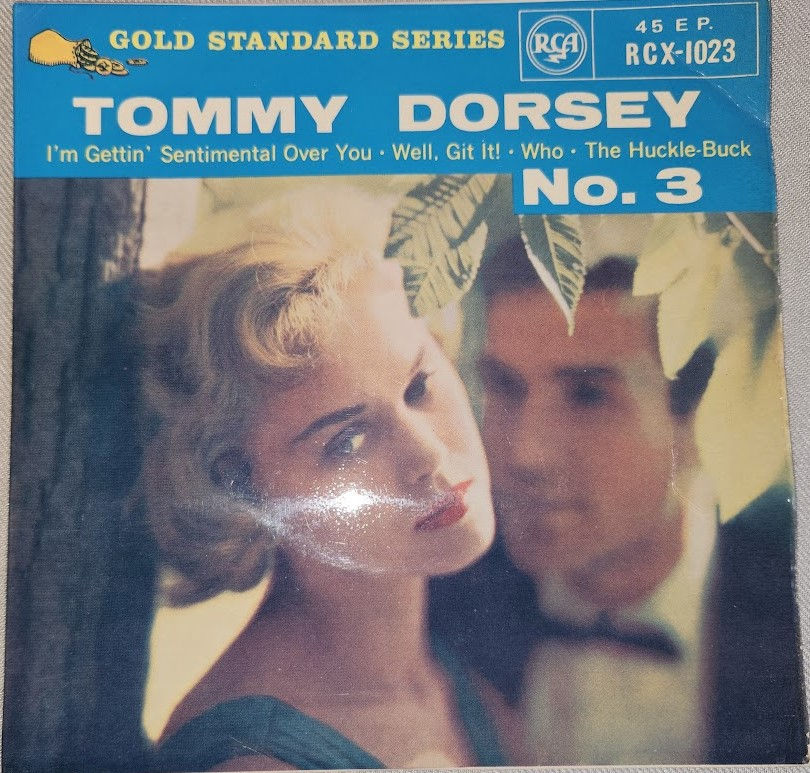 GOLD STANDARD SERIES
RCA
45 E P.
RCX-1023
TOMMY DORSEY
I'm Gettin' Sentimental Over You · Well, Git It! · Who · The Huckle-Buck
No. 3